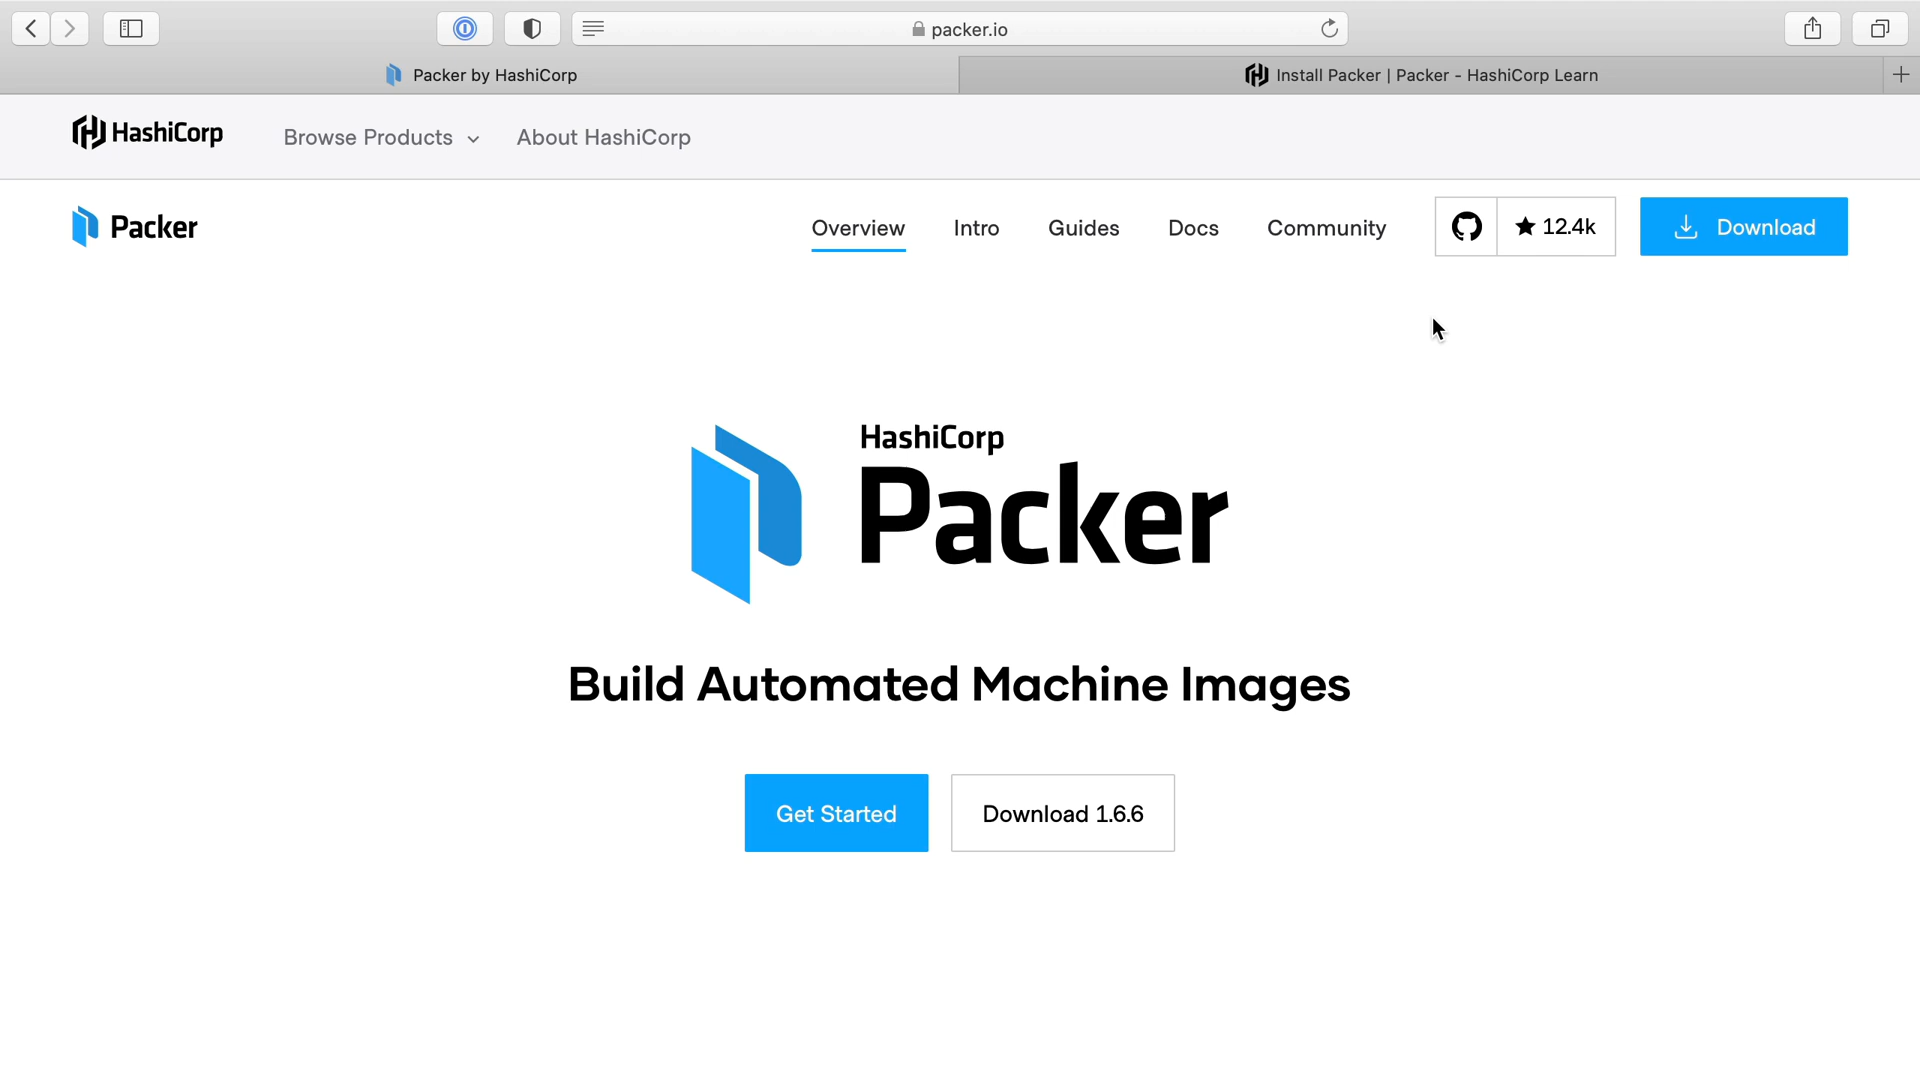 packer.io
Packer by HashiCorp
Install Packer | Packer - HashiCorp Learn
HashiCorp
Browse Products
About HashiCorp
Packer
Overview
Intro
Guides
Docs
Community
★ 12.4k
Download
HashiCorp
Packer
Build Automated Machine Images
Get Started
Download 1.6.6